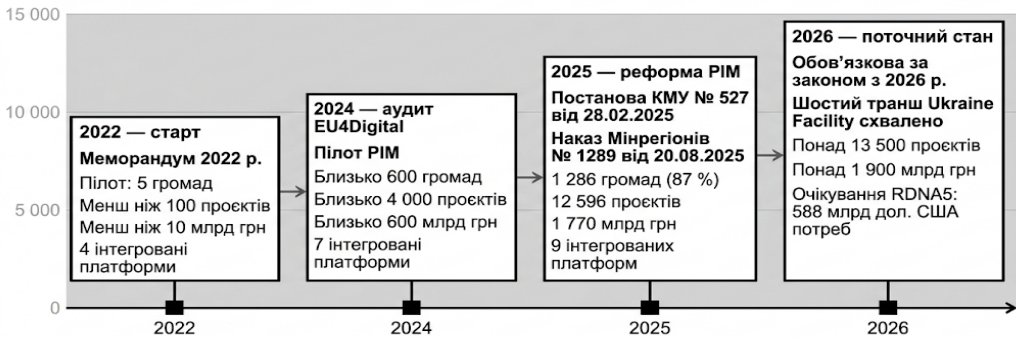 15 000
10 000
5 000
0
2022 — старт
Меморандум 2022 р.
Пілот: 5 громад
Менш ніж 100 проєктів
Менш ніж 10 млрд грн
4 інтегровані
платформи
2024 — аудит
EU4Digital
Пілот PIM
Близько 600 громад
Близько 4 000 проєктів
Близько 600 млрд грн
7 інтегровані
платформи
2025 — реформа PIM
Постанова КМУ № 527
від 28.02.2025
Наказ Мінрегіонів
№ 1289 від 20.08.2025
1 286 громад (87 %)
12 596 проєктів
1 770 млрд грн
9 інтегрованих
платформ
2026 — поточний стан
Обов’язкова за
законом з 2026 р.
Шостий транш Ukraine
Facility схвалено
Понад 13 500 проєктів
Понад 1 900 млрд грн
Очікування RDNA5:
588 млрд дол. США
потреб
2022
2024
2025
2026